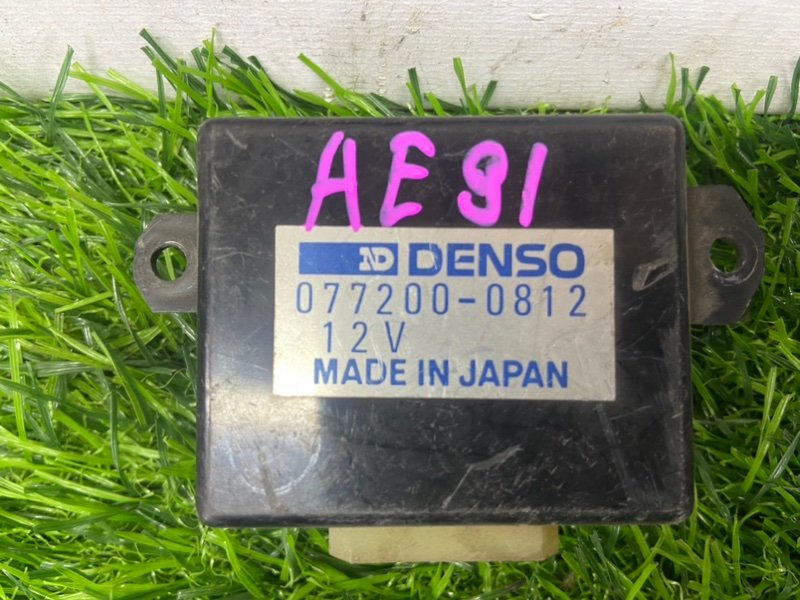 AE91
ND DENSO
077200-0812
12V
MADE IN JAPAN